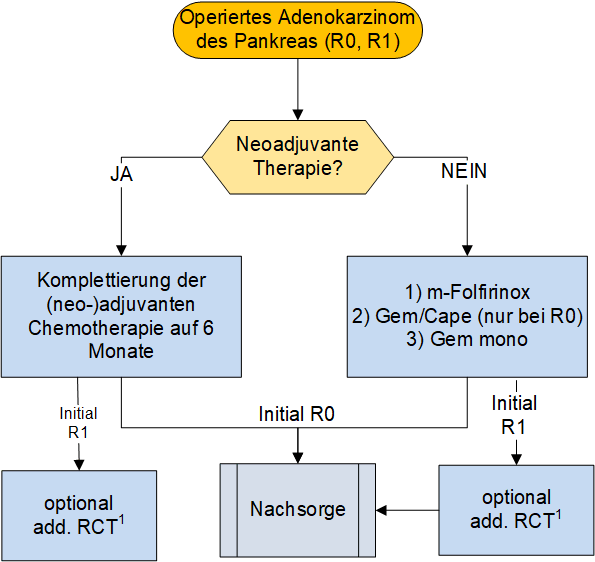 Operiertes Adenokarzinom
des Pankreas (R0, R1)
Neoadjuvante
Therapie?
JA
NEIN
Komplettierung der
(neo-)adjuvanten
Chemotherapie auf 6
Monate
1) m-Folfirinox
2) Gem/Cape (nur bei R0)
3) Gem mono
Initial
R1
Initial R0
Initial
R1
optional
add. RCT¹
Nachsorge
optional
add. RCT¹